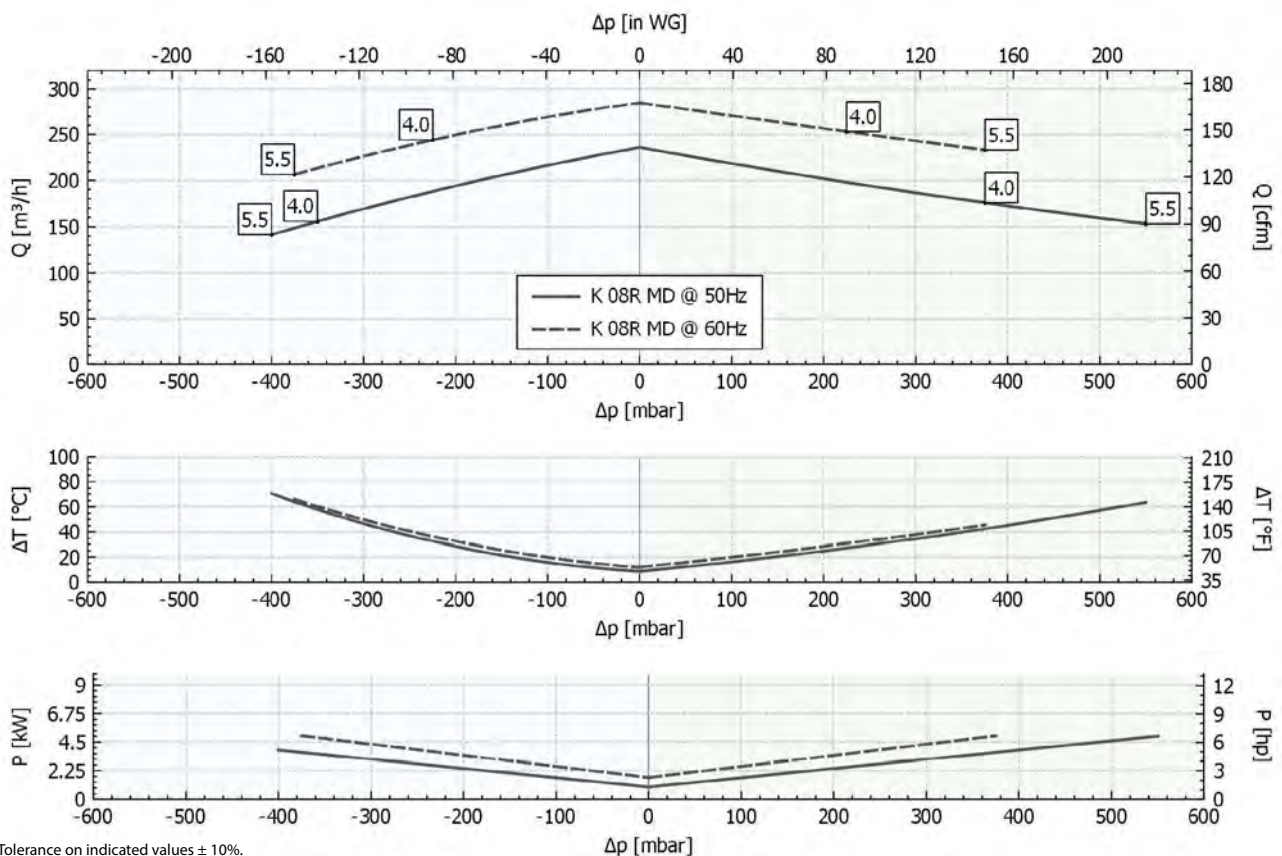 Δp [in WG]
-200 -160 -120 -80 -40 0 40 80 120 160 200
300 250 200 150 100 50 0
Q [m³/h]
180 150 120 90 60 30 0
Q [cfm]
5.5 4.0 4.0 5.5
5.5 4.0 4.0 5.5
K 08R MD @ 50Hz
K 08R MD @ 60Hz
-600 -500 -400 -300 -200 -100 0 100 200 300 400 500 600
Δp [mbar]
100 80 60 40 20 0
ΔT [°C]
210 175 140 105 70 35
ΔT [°F]
-600 -500 -400 -300 -200 -100 0 100 200 300 400 500 600
Δp [mbar]
9 6.75 4.5 2.25 0
P [kW]
12 9 6 3 0
P [hp]
-600 -500 -400 -300 -200 -100 0 100 200 300 400 500 600
Δp [mbar]
Tolerance on indicated values ± 10%.